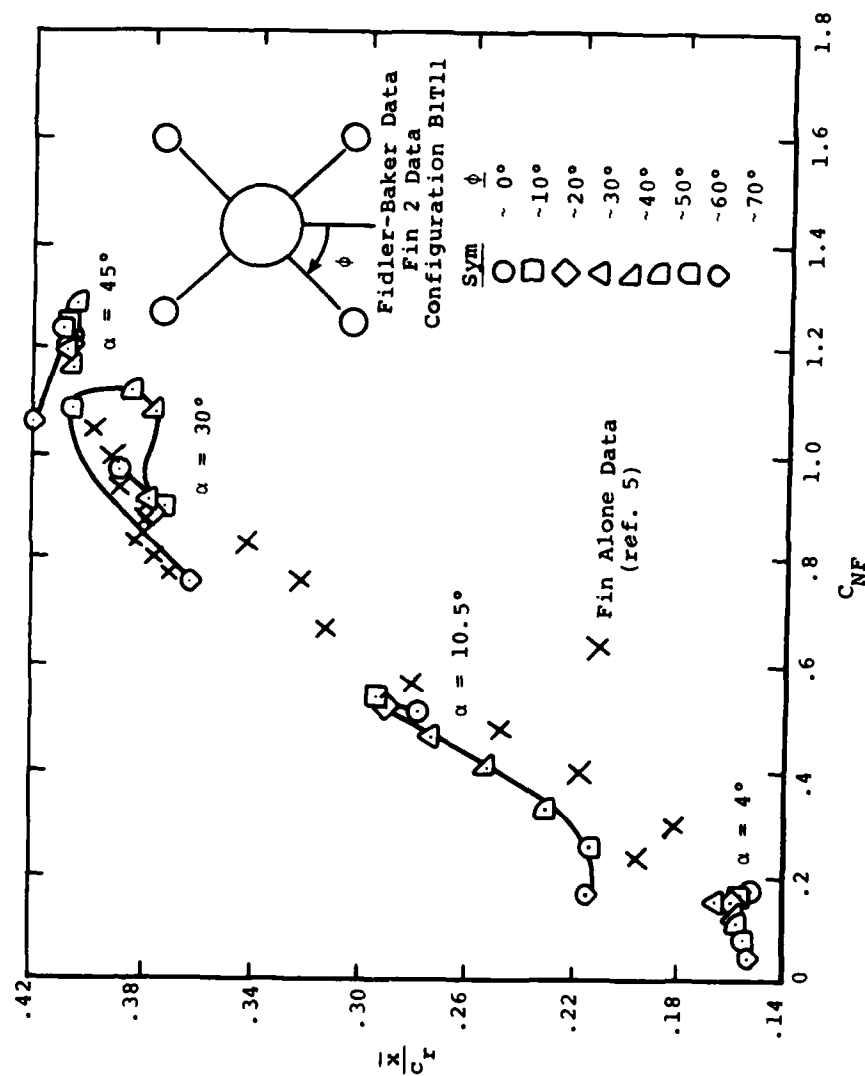 .42
.38
.34
.30
.26
.22
.18
.14
x̄
c_r
0
.2
.4
.6
.8
1.0
1.2
1.4
1.6
1.8
C_NF
α = 45°
α = 30°
α = 10.5°
α = 4°
Fin Alone Data
(ref. 5)
φ
Fidler-Baker Data
Fin 2 Data
Configuration B1T11
Sym φ
~ 0°
~10°
~20°
~30°
~40°
~50°
~60°
~70°